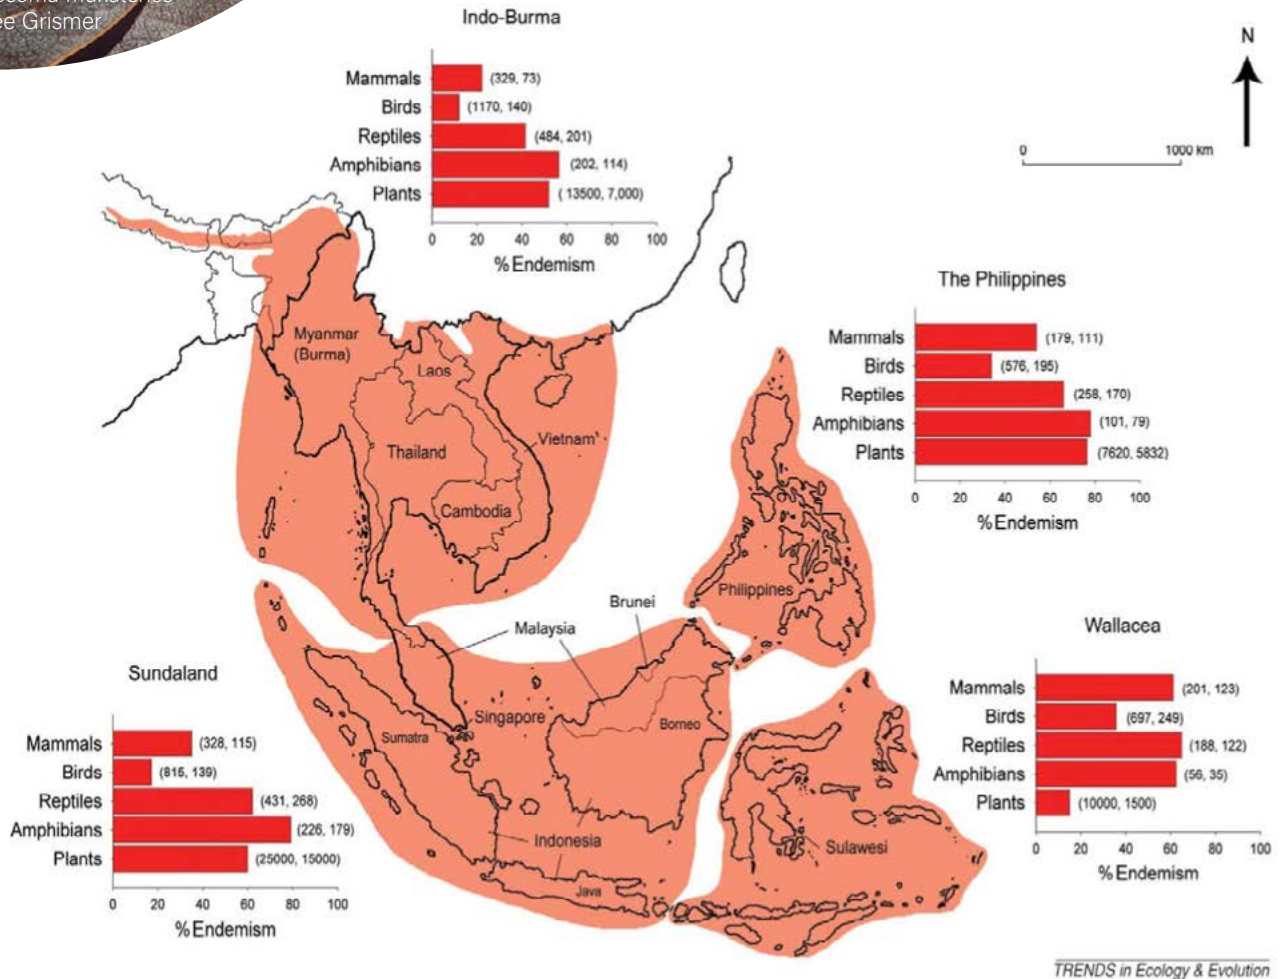 ee Grismer
Indo-Burma
Mammals (329, 73)
Birds (1170, 140)
Reptiles (484, 201)
Amphibians (202, 114)
Plants ( 13500, 7,000)
0 20 40 60 80 100
% Endemism
N
0 1000 km
The Philippines
Mammals (179, 111)
Birds (576, 195)
Reptiles (258, 170)
Amphibians (101, 79)
Plants (7620, 5832)
0 20 40 60 80 100
% Endemism
Myanmar
(Burma)
Laos
Thailand
Vietnam
Cambodia
Philippines
Brunei
Malaysia
Singapore
Sumatra
Borneo
Indonesia
Java
Sulawesi
Wallacea
Mammals (201, 123)
Birds (697, 249)
Reptiles (188, 122)
Amphibians (56, 35)
Plants (10000, 1500)
0 20 40 60 80 100
% Endemism
Sundaland
Mammals (328, 115)
Birds (815, 139)
Reptiles (431, 268)
Amphibians (226, 179)
Plants (25000, 15000)
0 20 40 60 80 100
% Endemism
TRENDS in Ecology & Evolution